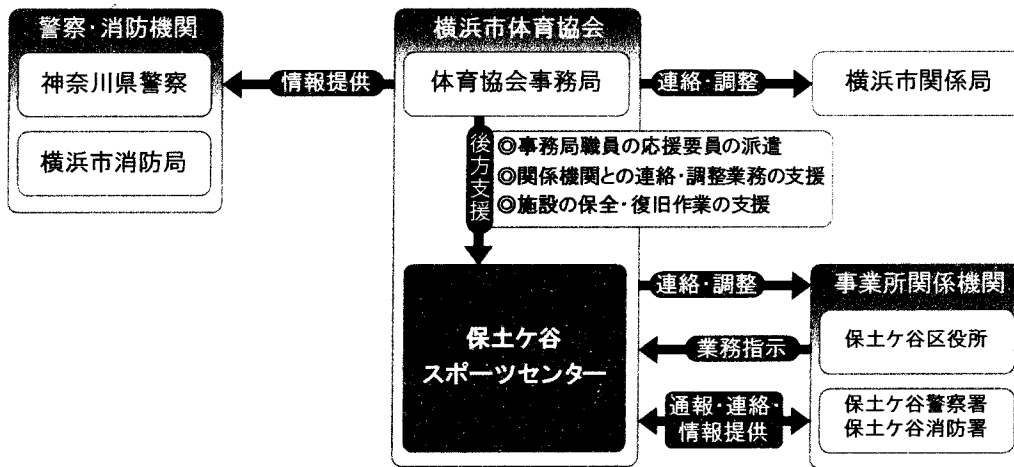 警察・消防機関
神奈川県警察
横浜市消防局
情報提供
横浜市体育協会
体育協会事務局
連絡・調整
横浜市関係局
後方支援
◎事務局職員の応援要員の派遣
◎関係機関との連絡・調整業務の支援
◎施設の保全・復旧作業の支援
保土ケ谷
スポーツセンター
連絡・調整
業務指示
通報・連絡・
情報提供
事業所関係機関
保土ケ谷区役所
保土ケ谷警察署
保土ケ谷消防署